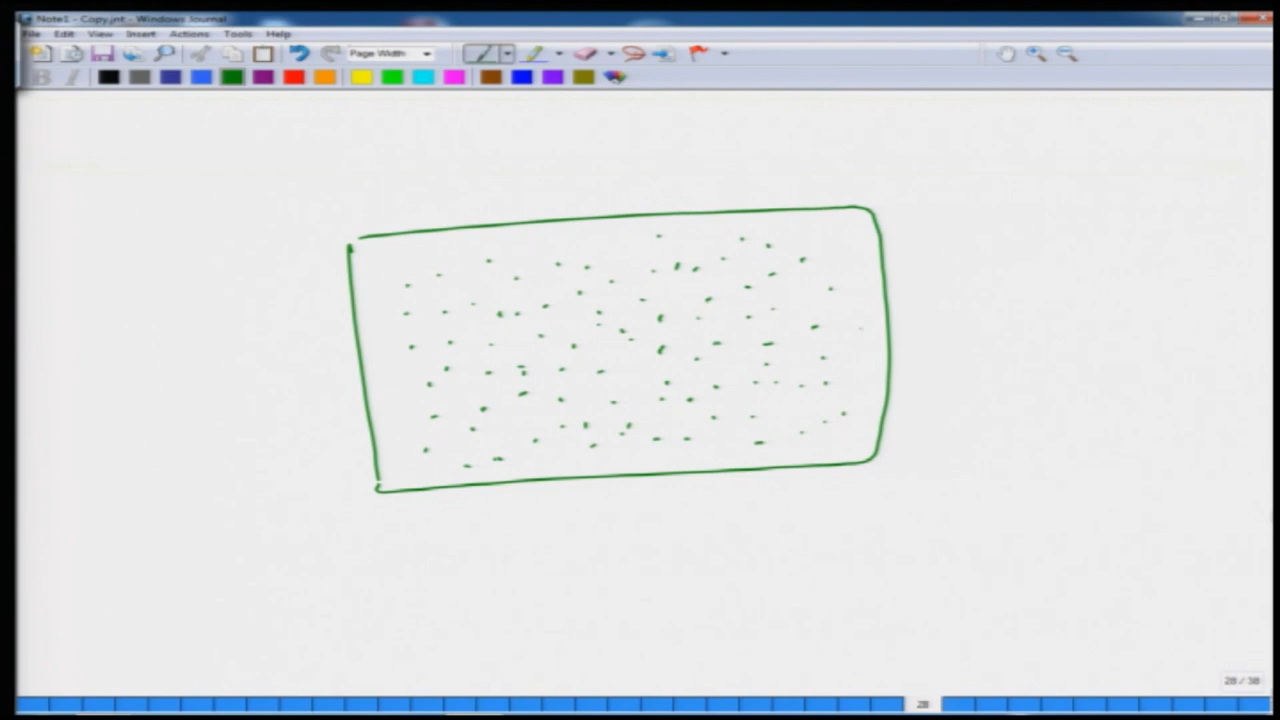 Note1 - Copy.jnt - Windows Journal
File Edit View Insert Actions Tools Help
Page Width
B I
28 / 38
28